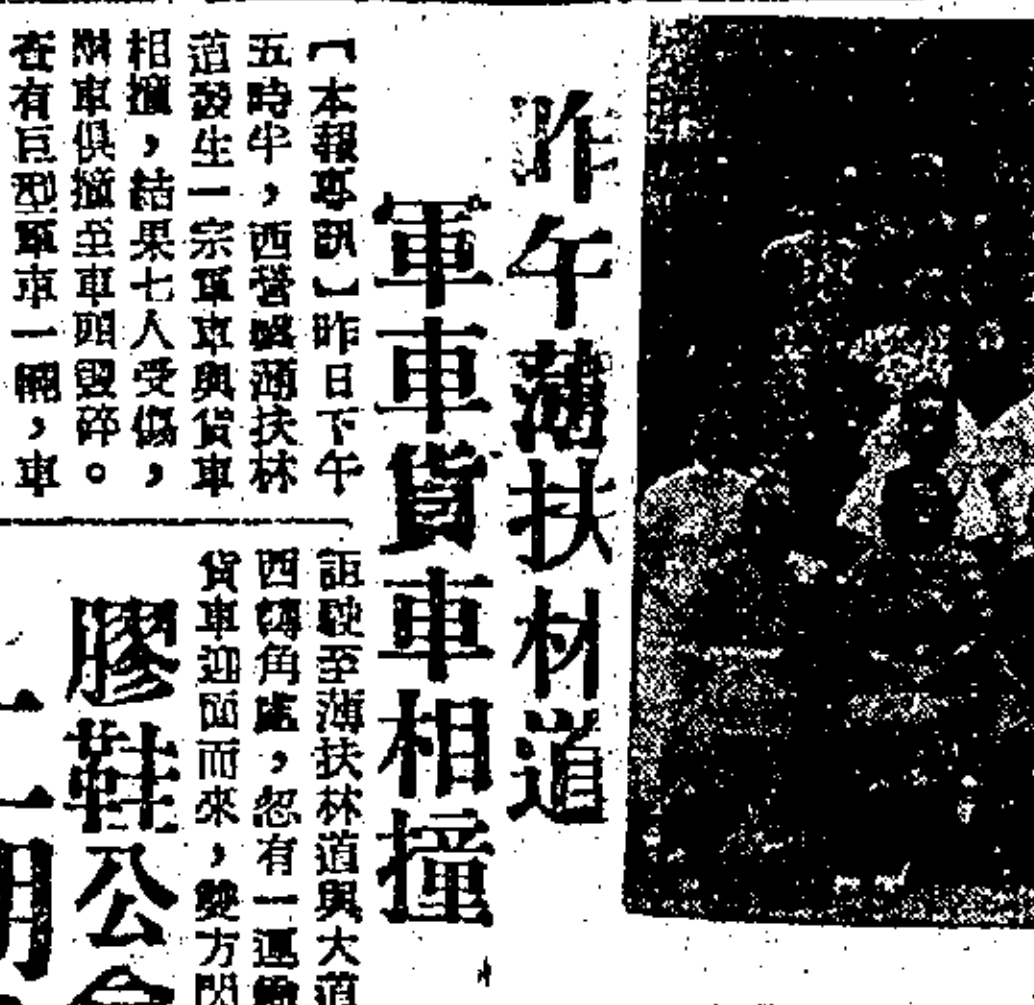 昨午薄扶林道
軍車貨車相撞
【本報專訊】昨日下午
五時半，西營盤薄扶林
道發生一宗軍車與貨車
相撞，結果七人受傷，
兩車俱撞至車頭毀碎。
查有巨型軍車一輛，車
詎駛至薄扶林道與大道
西轉角處，忽有一運輸
貨車迎面而來，雙方閃
膠鞋公會